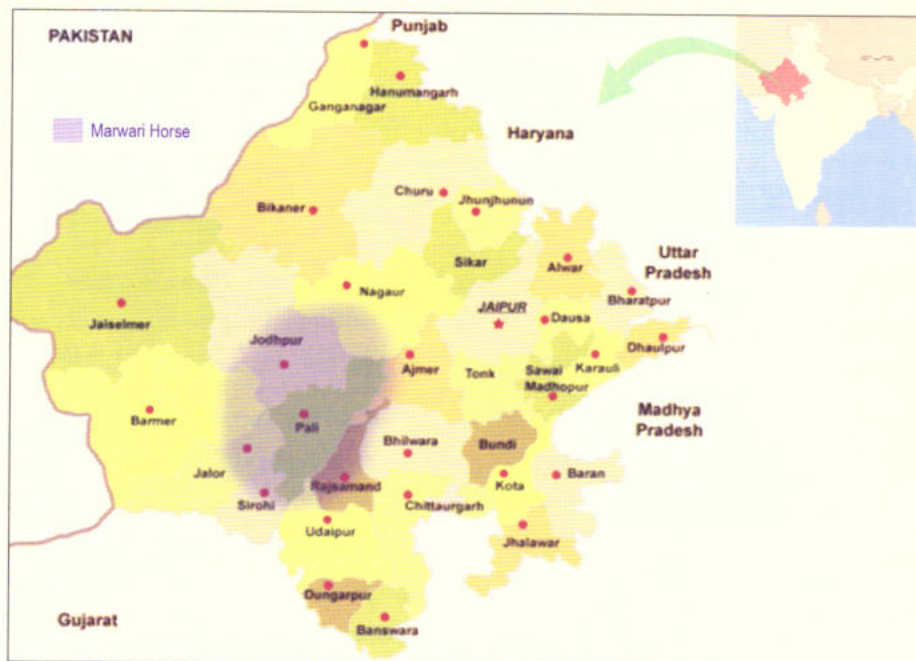 PAKISTAN
Punjab
Hanumangarh
Ganganagar
Marwari Horse
Haryana
Churu
Jhunjhunun
Bikaner
Sikar
Alwar
Uttar
Pradesh
Nagaur
JAIPUR
Bharatpur
Jaiselmer
Dausa
Jodhpur
Dhaulpur
Ajmer
Tonk
Sawai
Madhopur
Karauli
Barmer
Pali
Madhya
Pradesh
Bhilwara
Bundi
Jalor
Rajsamand
Kota
Baran
Sirohi
Chittaurgarh
Udaipur
Jhalawar
Dungarpur
Gujarat
Banswara